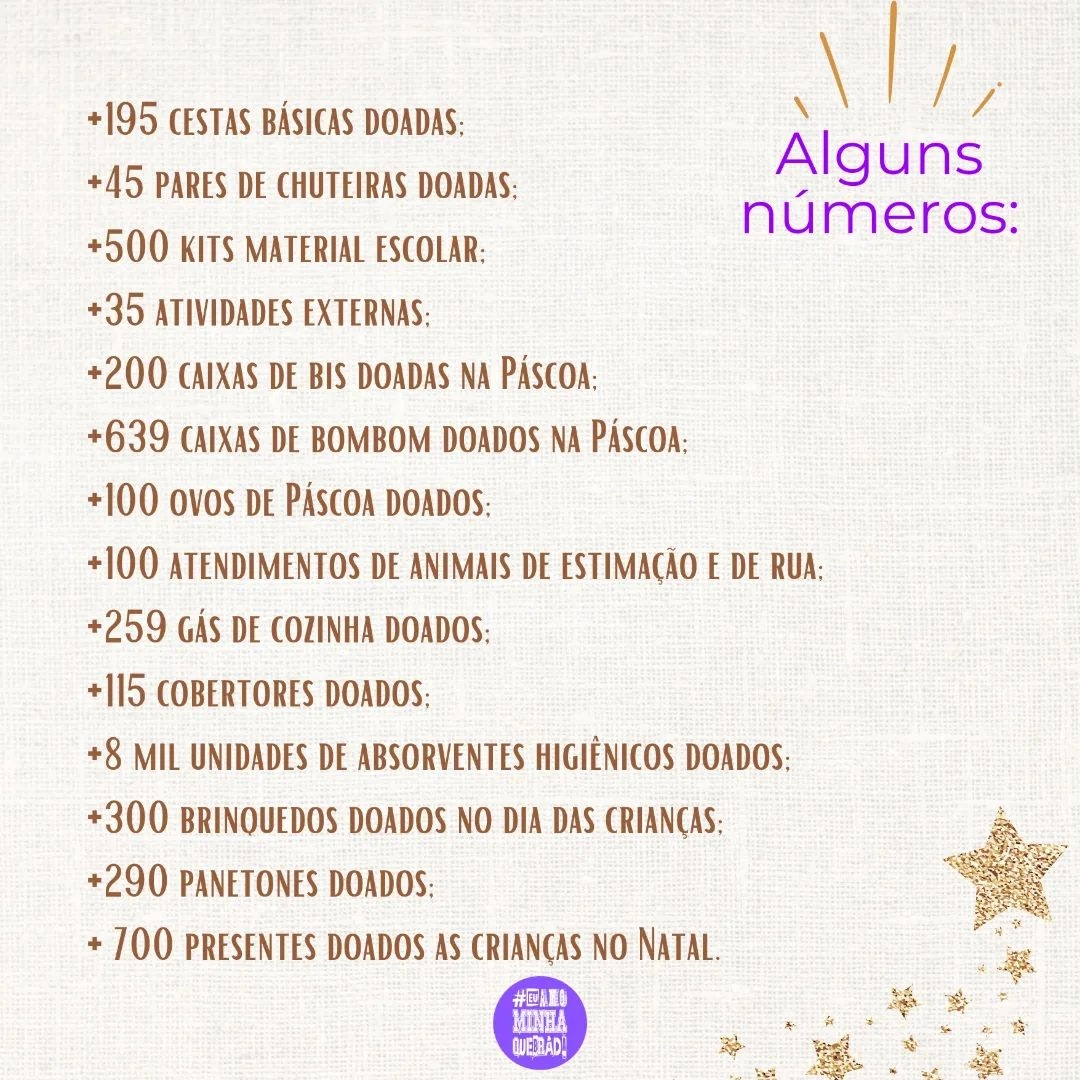 Alguns
números:
+195 cestas básicas doadas;
+45 pares de chuteiras doadas;
+500 kits material escolar;
+35 atividades externas;
+200 caixas de bis doadas na Páscoa;
+639 caixas de bombom doados na Páscoa;
+100 ovos de Páscoa doados;
+100 atendimentos de animais de estimação e de rua;
+259 gás de cozinha doados;
+115 cobertores doados;
+8 mil unidades de absorventes higiênicos doados;
+300 brinquedos doados no dia das crianças;
+290 panetones doados;
+ 700 presentes doados as crianças no Natal.
#EU AMO
MINHA
QUEBRAD!